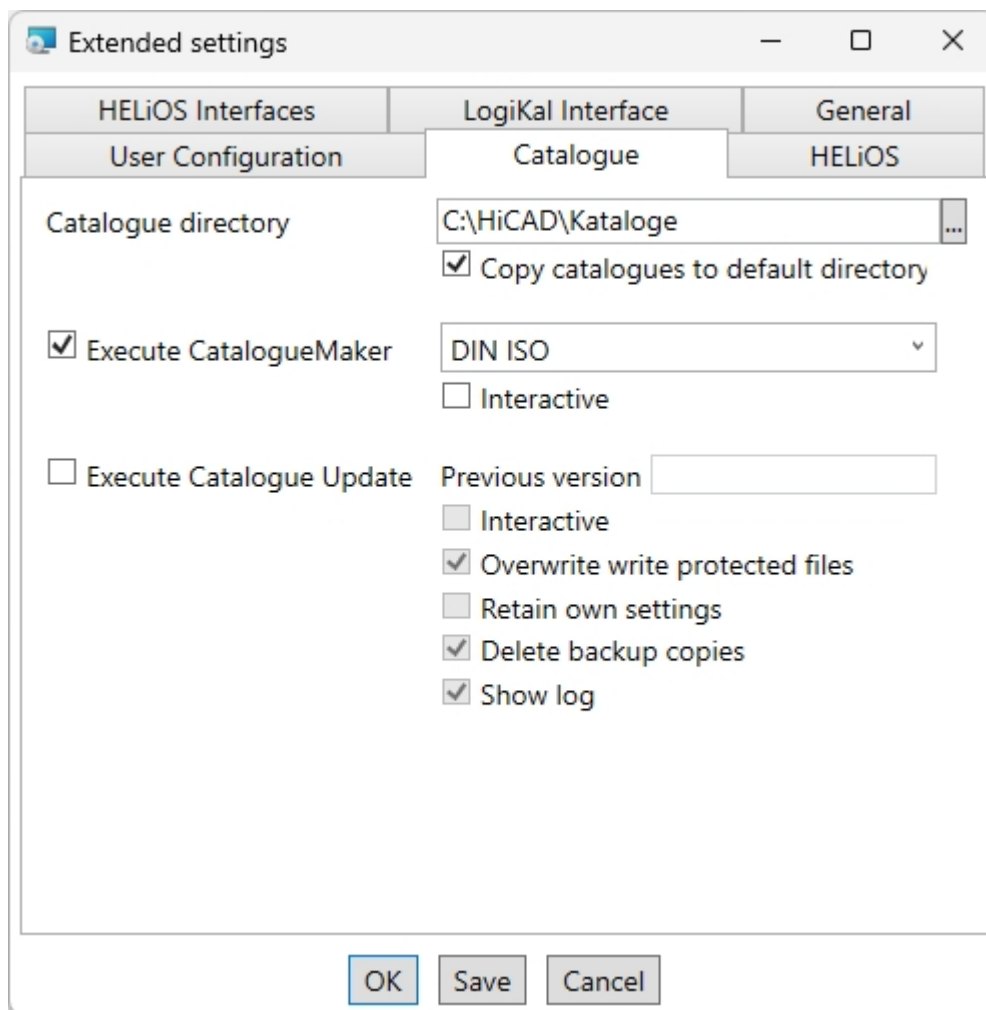 Extended settings
HELiOS Interfaces LogiKal Interface General
User Configuration Catalogue HELiOS
Catalogue directory C:\HiCAD\Kataloge ...
Copy catalogues to default directory
Execute CatalogueMaker DIN ISO
Interactive
Execute Catalogue Update Previous version
Interactive
Overwrite write protected files
Retain own settings
Delete backup copies
Show log
OK Save Cancel